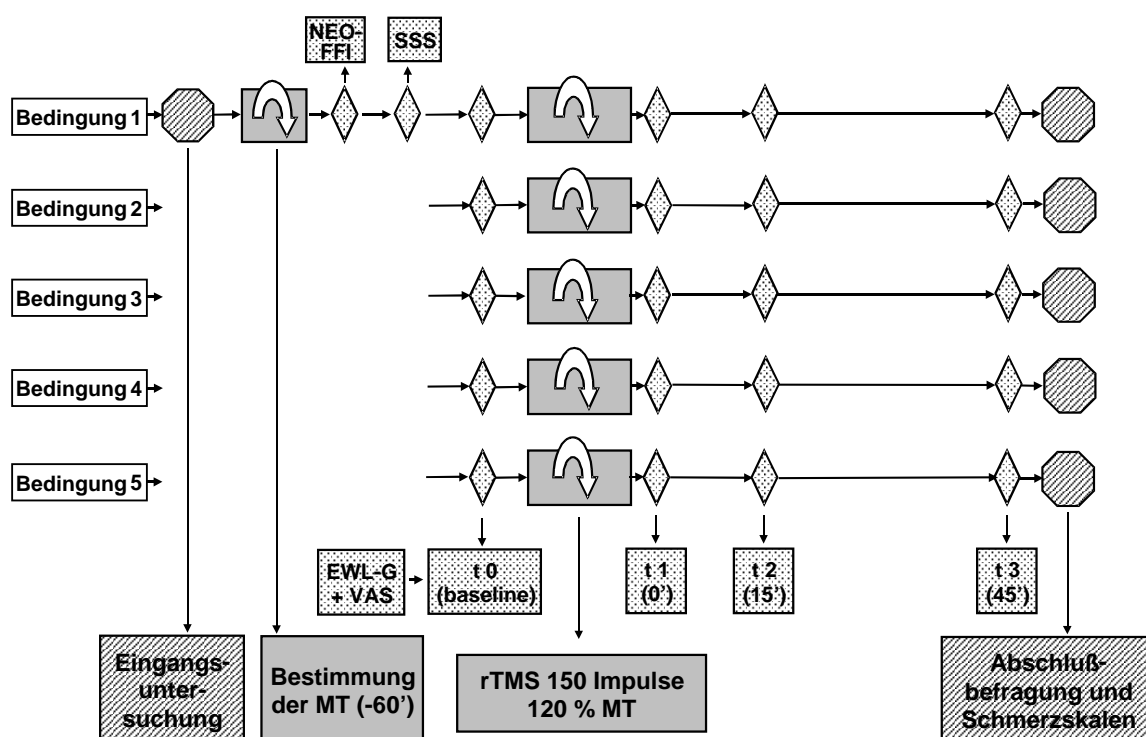 NEO-
FFI
SSS
Bedingung 1
Bedingung 2
Bedingung 3
Bedingung 4
Bedingung 5
EWL-G
+ VAS
t 0
(baseline)
t 1
(0')
t 2
(15')
t 3
(45')
Eingangs-
unter-
suchung
Bestimmung
der MT (-60')
rTMS 150 Impulse
120 % MT
Abschluß-
befragung und
Schmerzskalen